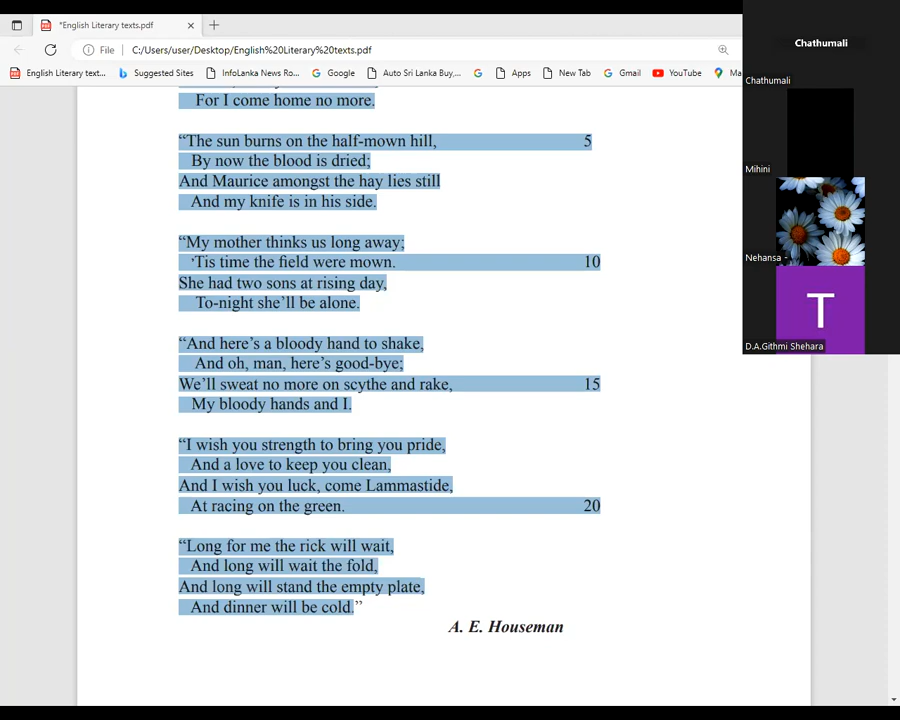 *English Literary texts.pdf
File
C:/Users/user/Desktop/English%20Literary%20texts.pdf
English Literary text...
Suggested Sites
InfoLanka News Ro...
Google
Auto Sri Lanka Buy,...
Apps
New Tab
Gmail
YouTube
Ma
For I come home no more.
“The sun burns on the half-mown hill, 5
By now the blood is dried;
And Maurice amongst the hay lies still
And my knife is in his side.
“My mother thinks us long away;
'Tis time the field were mown. 10
She had two sons at rising day,
To-night she’ll be alone.
“And here’s a bloody hand to shake,
And oh, man, here’s good-bye;
We’ll sweat no more on scythe and rake, 15
My bloody hands and I.
“I wish you strength to bring you pride,
And a love to keep you clean,
And I wish you luck, come Lammastide,
At racing on the green. 20
“Long for me the rick will wait,
And long will wait the fold,
And long will stand the empty plate,
And dinner will be cold.”
A. E. Houseman
Chathumali
Chathumali
Mihini
Nehansa -
T
D.A.Githmi Shehara